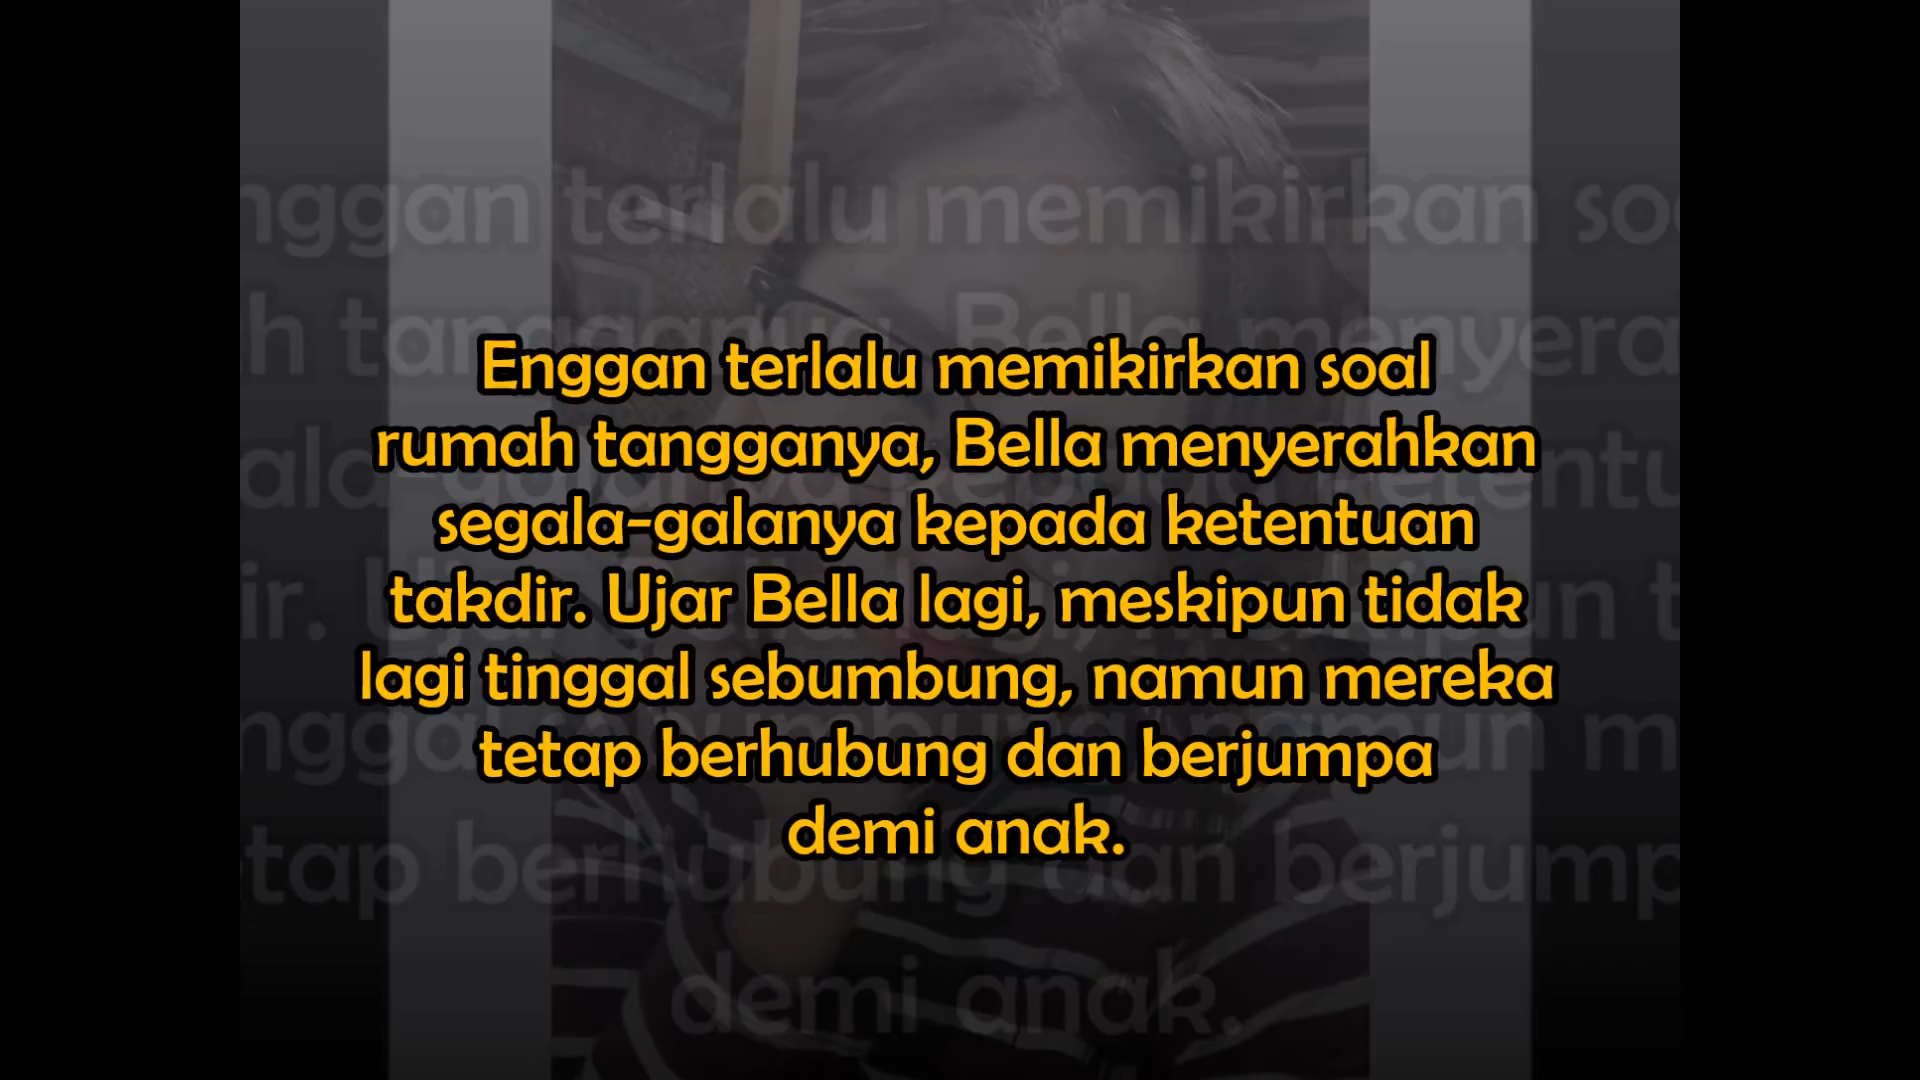 Enggan terlalu memikirkan soal
rumah tangganya, Bella menyerahkan
segala-galanya kepada ketentuan
takdir. Ujar Bella lagi, meskipun tidak
lagi tinggal sebumbung, namun mereka
tetap berhubung dan berjumpa
demi anak.